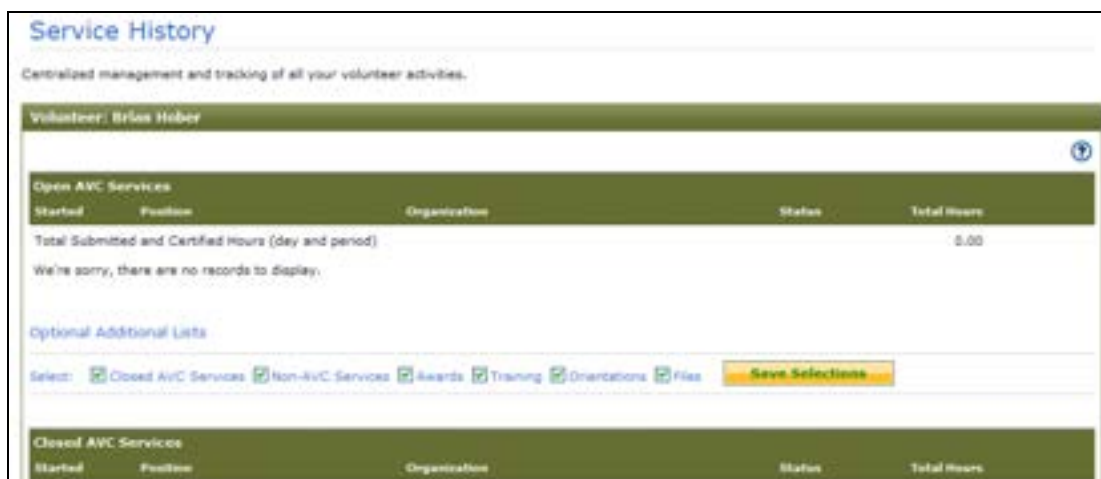 Service History
Centralized management and tracking of all your volunteer activities.
Volunteer: Brian Hober
Open AVC Services
Started Position Organization Status Total Hours
Total Submitted and Certified Hours (day and period) 0.00
We're sorry, there are no records to display.
Optional Additional Lists
Select: Closed AVC Services Non-AVC Services Awards Training Orientations Files Save Selections
Closed AVC Services
Started Position Organization Status Total Hours